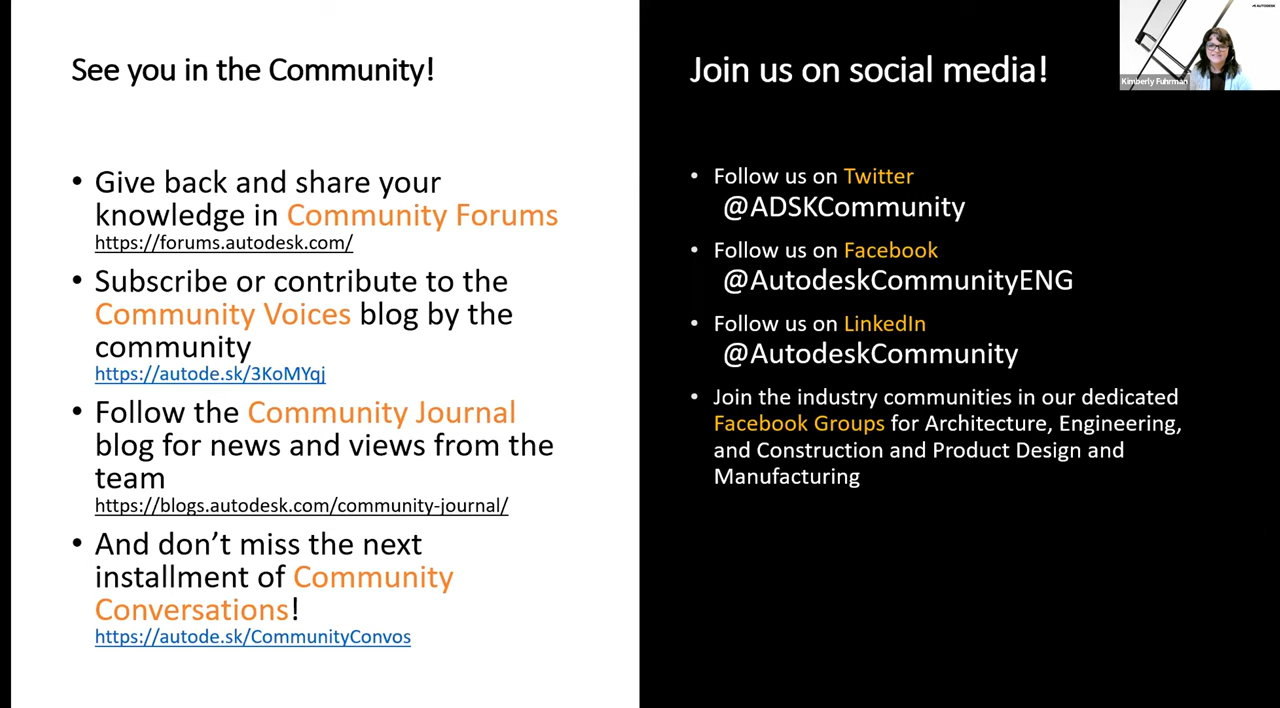 See you in the Community!
• Give back and share your
knowledge in Community Forums
https://forums.autodesk.com/
• Subscribe or contribute to the
Community Voices blog by the
community
https://autode.sk/3KoMYqj
• Follow the Community Journal
blog for news and views from the
team
https://blogs.autodesk.com/community-journal/
• And don’t miss the next
installment of Community
Conversations!
https://autode.sk/CommunityConvos
Join us on social media!
• Follow us on Twitter
@ADSKCommunity
• Follow us on Facebook
@AutodeskCommunityENG
• Follow us on LinkedIn
@AutodeskCommunity
• Join the industry communities in our dedicated
Facebook Groups for Architecture, Engineering,
and Construction and Product Design and
Manufacturing
AUTODESK
Kimberly Fuhrman